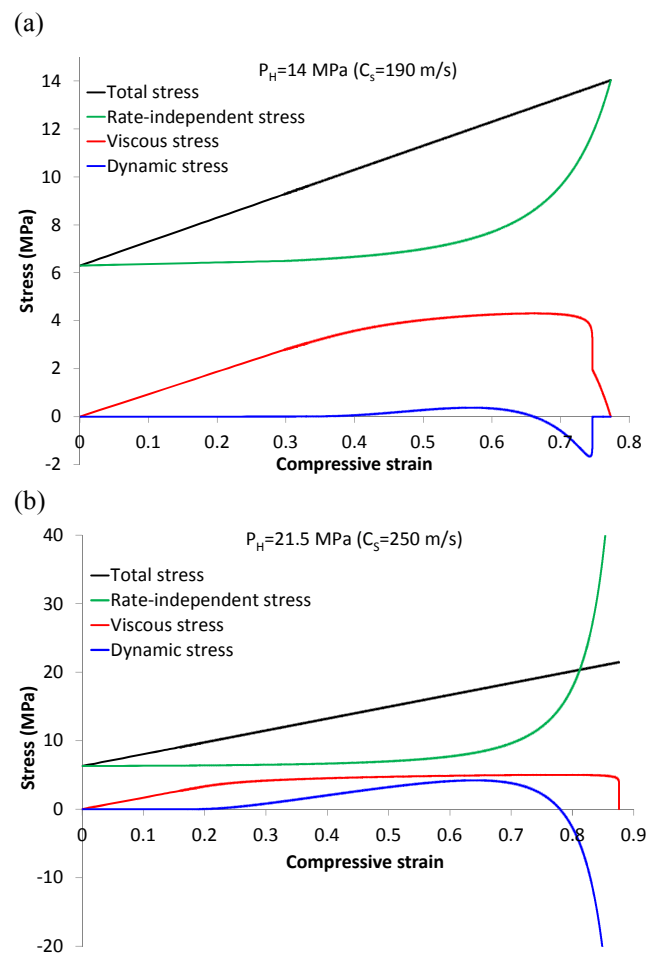 (a)
P_H=14 MPa (C_s=190 m/s)
Total stress
Rate-independent stress
Viscous stress
Dynamic stress
Stress (MPa)
14
12
10
8
6
4
2
0
-2
0 0.1 0.2 0.3 0.4 0.5 0.6 0.7 0.8
Compressive strain
(b)
P_H=21.5 MPa (C_S=250 m/s)
Total stress
Rate-independent stress
Viscous stress
Dynamic stress
Stress (MPa)
40
30
20
10
0
-10
-20
0 0.1 0.2 0.3 0.4 0.5 0.6 0.7 0.8 0.9
Compressive strain